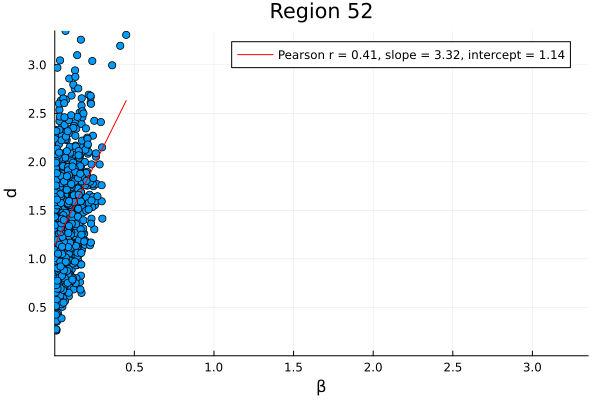 Region 52
Pearson r = 0.41, slope = 3.32, intercept = 1.14
3.0
2.5
2.0
1.5
1.0
0.5
d
0.5 1.0 1.5 2.0 2.5 3.0
β